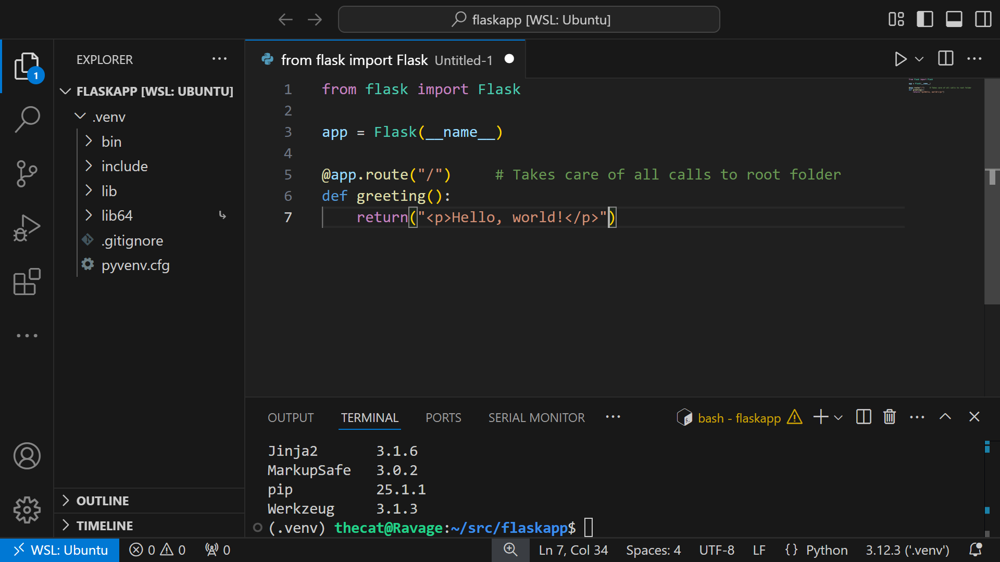 flaskapp [WSL: Ubuntu]
EXPLORER
1
FLASKAPP [WSL: UBUNTU]
.venv
bin
include
lib
lib64
.gitignore
pyvenv.cfg
OUTLINE
TIMELINE
from flask import Flask Untitled-1
1 from flask import Flask
2
3 app = Flask(__name__)
4
5 @app.route("/")     # Takes care of all calls to root folder
6 def greeting():
7     return("<p>Hello, world!</p>")
OUTPUT TERMINAL PORTS SERIAL MONITOR
bash - flaskapp
Jinja2       3.1.6
MarkupSafe   3.0.2
pip          25.1.1
Werkzeug     3.1.3
(.venv) thecat@Ravage:~/src/flaskapp$
WSL: Ubuntu 0 0 0 Ln 7, Col 34 Spaces: 4 UTF-8 LF {} Python 3.12.3 ('.venv')